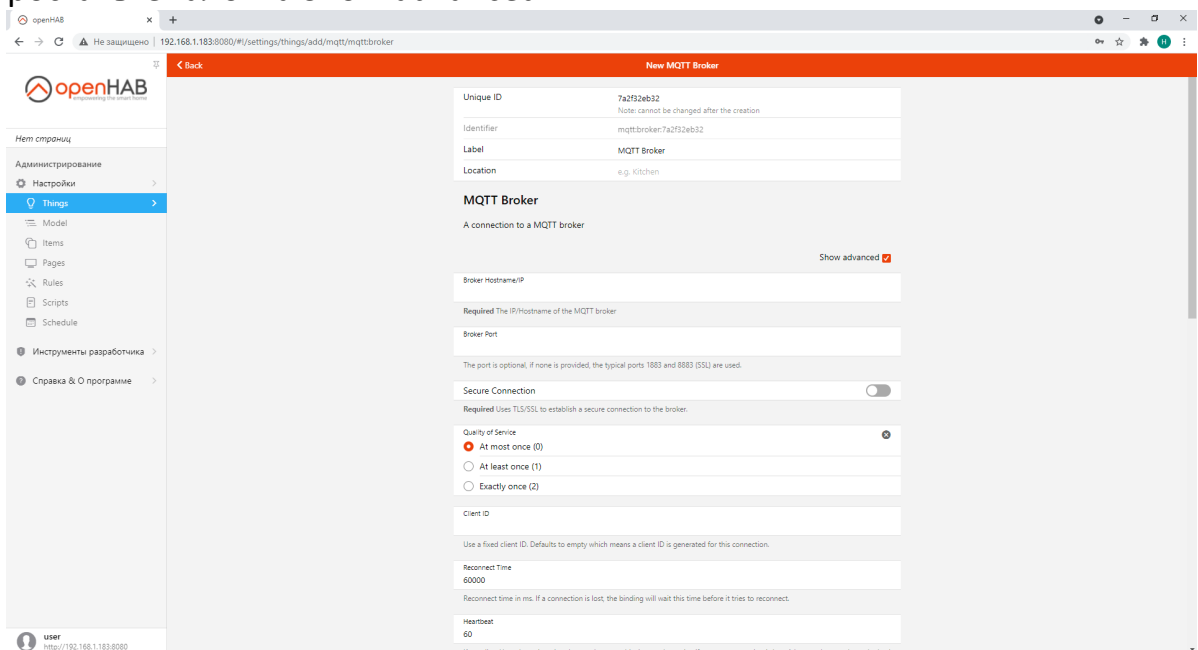 openHAB
Не защищено | 192.168.1.183:8080/#!/settings/things/add/mqtt/mqtt:broker
H
openHAB
empowering the smart home
Нет страниц
Администрирование
Настройки
Things
Model
Items
Pages
Rules
Scripts
Schedule
Инструменты разработчика
Справка & О программе
user
http://192.168.1.183:8080
Back
New MQTT Broker
Unique ID
7a2f32eb32
Note: cannot be changed after the creation
Identifier
mqtt:broker:7a2f32eb32
Label
MQTT Broker
Location
e.g. Kitchen
MQTT Broker
A connection to a MQTT broker
Show advanced
Broker Hostname/IP
Required The IP/Hostname of the MQTT broker
Broker Port
The port is optional, if none is provided, the typical ports 1883 and 8883 (SSL) are used.
Secure Connection
Required Uses TLS/SSL to establish a secure connection to the broker.
Quality of Service
At most once (0)
At least once (1)
Exactly once (2)
Client ID
Use a fixed client ID. Defaults to empty which means a client ID is generated for this connection.
Reconnect Time
60000
Reconnect time in ms. If a connection is lost, the binding will wait this time before it tries to reconnect.
Heartbeat
60